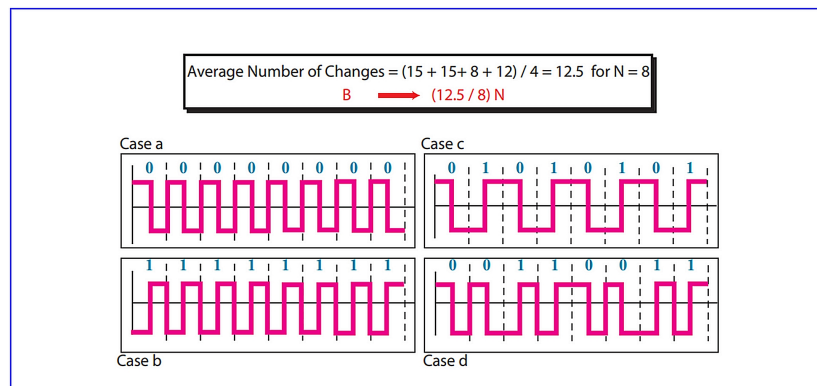 Average Number of Changes = (15 + 15+ 8 + 12) / 4 = 12.5 for N = 8
B (12.5 / 8) N
Case a
0 0 0 0 0 0 0 0
Case c
0 1 0 1 0 1 0 1
1 1 1 1 1 1 1 1
Case b
0 0 1 1 0 0 1 1
Case d